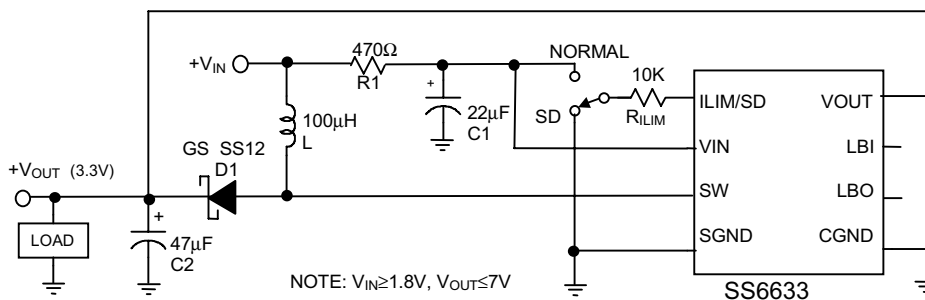 NORMAL
470Ω
+VIN
R1
10K
+
ILIM/SD
VOUT
22μF
C1
SD
RILIM
100μH
L
VIN
LBI
GS SS12
D1
+VOUT (3.3V)
SW
LBO
+
LOAD
47μF
C2
SGND
CGND
NOTE: VIN≥1.8V, VOUT≤7V
SS6633